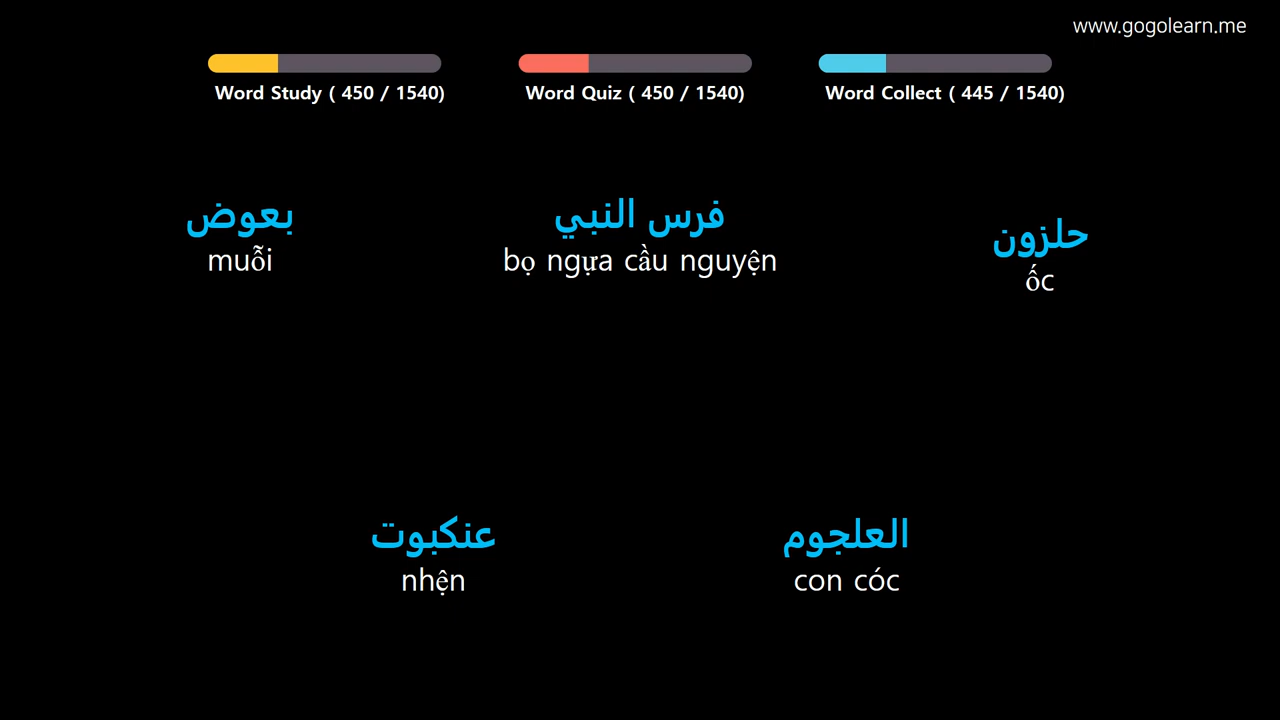 www.gogolearn.me
Word Study ( 450 / 1540)
Word Quiz ( 450 / 1540)
Word Collect ( 445 / 1540)
بعوض
muỗi
فرس النبي
bọ ngựa cầu nguyện
حلزون
ốc
عنكبوت
nhện
العلجوم
con cóc